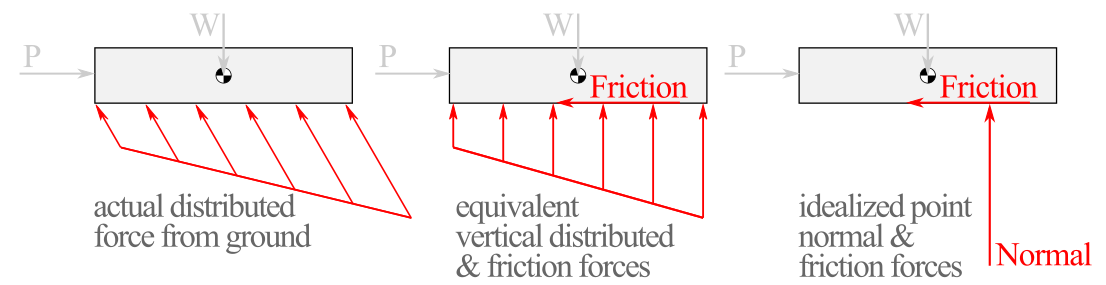 W
P
actual distributed
force from ground
W
P
Friction
equivalent
vertical distributed
& friction forces
W
P
Friction
idealized point
normal &
friction forces
Normal